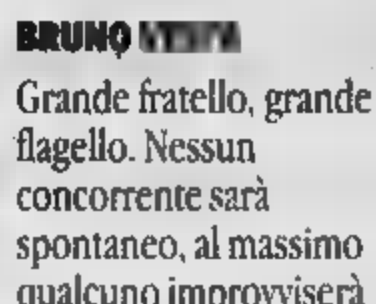 BRUNO
Grande fratello, grande
flagello. Nessun
concorrente sarà
spontaneo, al massimo
qualcuno improvviserà